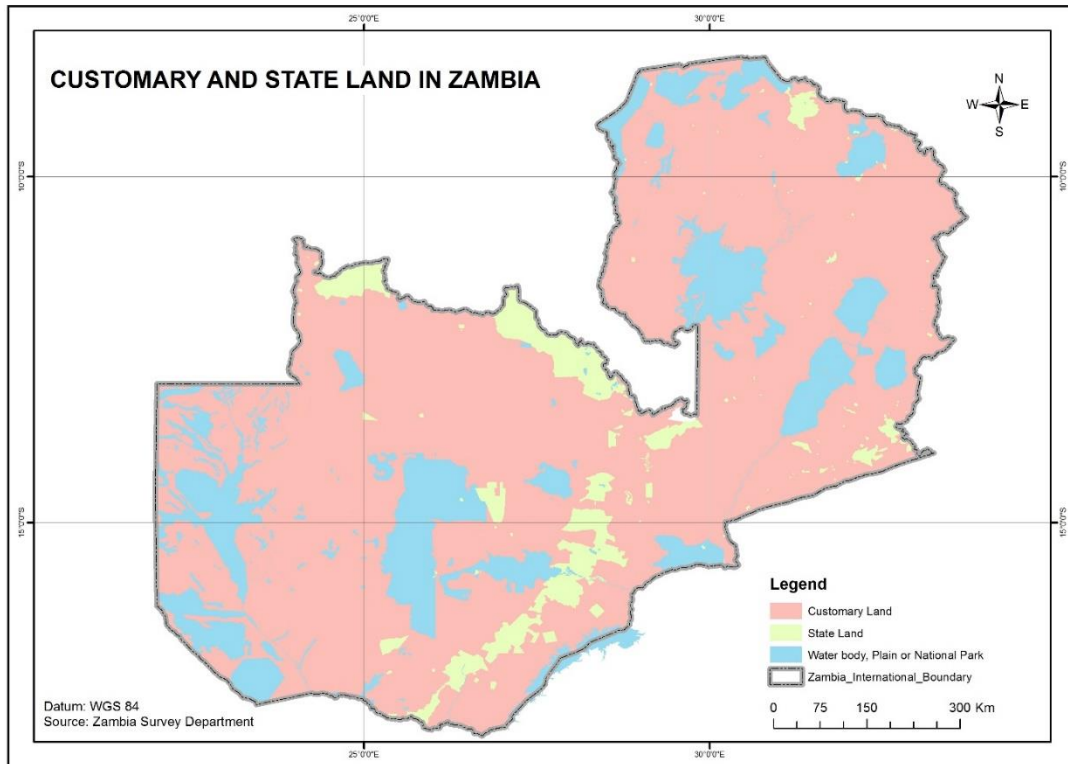 25°0'0"E
30°0'0"E
CUSTOMARY AND STATE LAND IN ZAMBIA
N
W
E
S
10°0'0"S
10°0'0"S
15°0'0"S
15°0'0"S
Legend
Customary Land
State Land
Water body, Plain or National Park
Zambia_International_Boundary
0 75 150 300 Km
Datum: WGS 84
Source: Zambia Survey Department
25°0'0"E
30°0'0"E